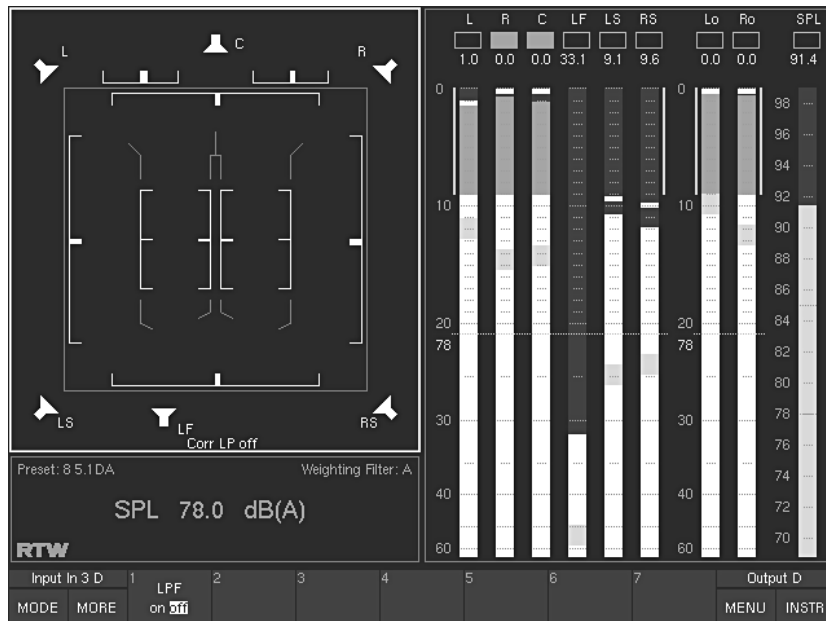 L R C LF LS RS Lo Ro SPL
1.0 0.0 0.0 33.1 9.1 9.6 0.0 0.0 91.4
L C R
0 0 98
96
94
92
10 10 90
88
86
20 20 84
78 78 82
80
30 30 78
76
74
40 40 72
70
60 60
LS LF RS
Corr LP off
Preset: 8 5.1DA Weighting Filter: A
SPL 78.0 dB(A)
RTW
Input In 3 D 1 LPF 2 3 4 5 6 7 Output D
MODE MORE on off MENU INSTR